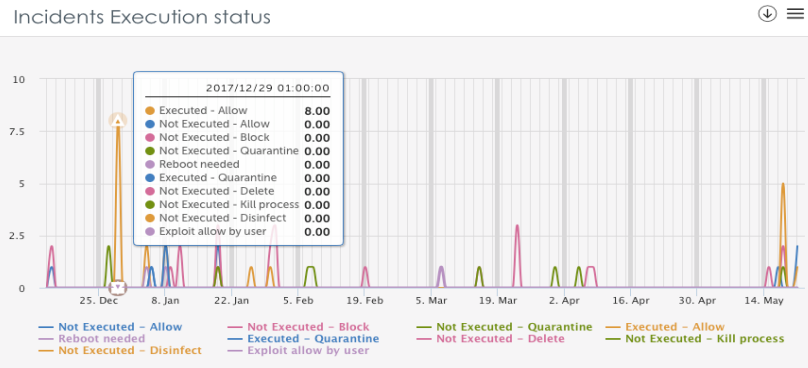 Incidents Execution status
10
7.5
5
2.5
0
2017/12/29 01:00:00
Executed - Allow 8.00
Not Executed - Allow 0.00
Not Executed - Block 0.00
Not Executed - Quarantine 0.00
Reboot needed 0.00
Executed - Quarantine 0.00
Not Executed - Delete 0.00
Not Executed - Kill process 0.00
Not Executed - Disinfect 0.00
Exploit allow by user 0.00
25. Dec 8. Jan 22. Jan 5. Feb 19. Feb 5. Mar 19. Mar 2. Apr 16. Apr 30. Apr 14. May
Not Executed - Allow Not Executed - Block Not Executed - Quarantine Executed - Allow
Reboot needed Executed - Quarantine Not Executed - Delete Not Executed - Kill process
Not Executed - Disinfect Exploit allow by user